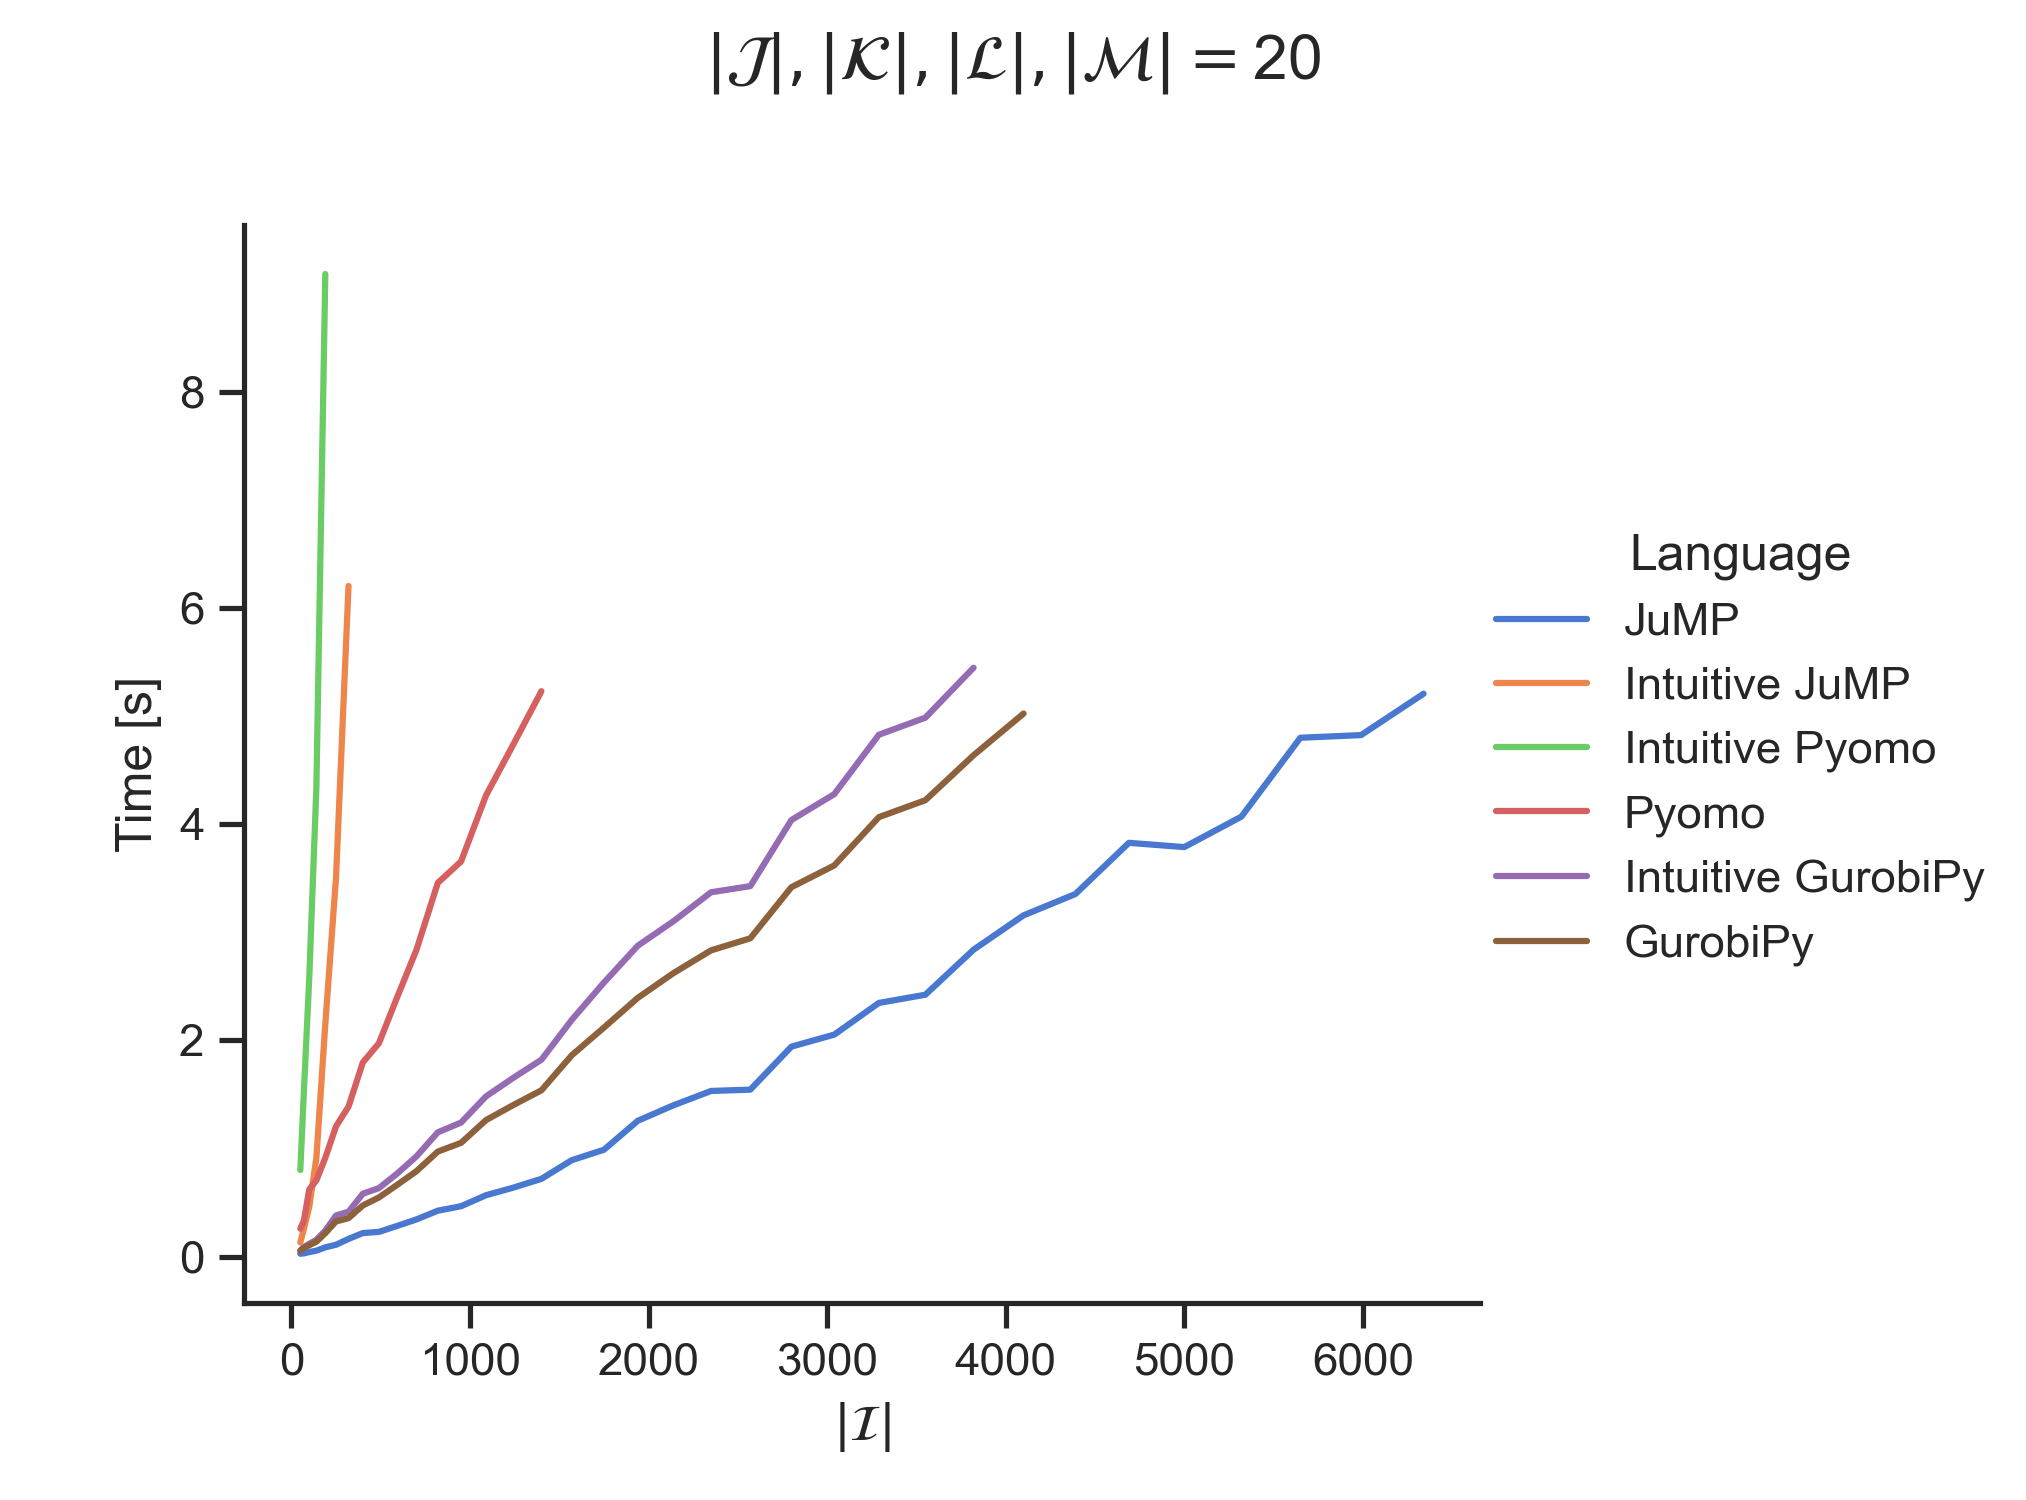 |𝒥|, |𝒦|, |ℒ|, |ℳ| = 20
8
6
4
2
0
Time [s]
0 1000 2000 3000 4000 5000 6000
|ℐ|
Language
JuMP
Intuitive JuMP
Intuitive Pyomo
Pyomo
Intuitive GurobiPy
GurobiPy